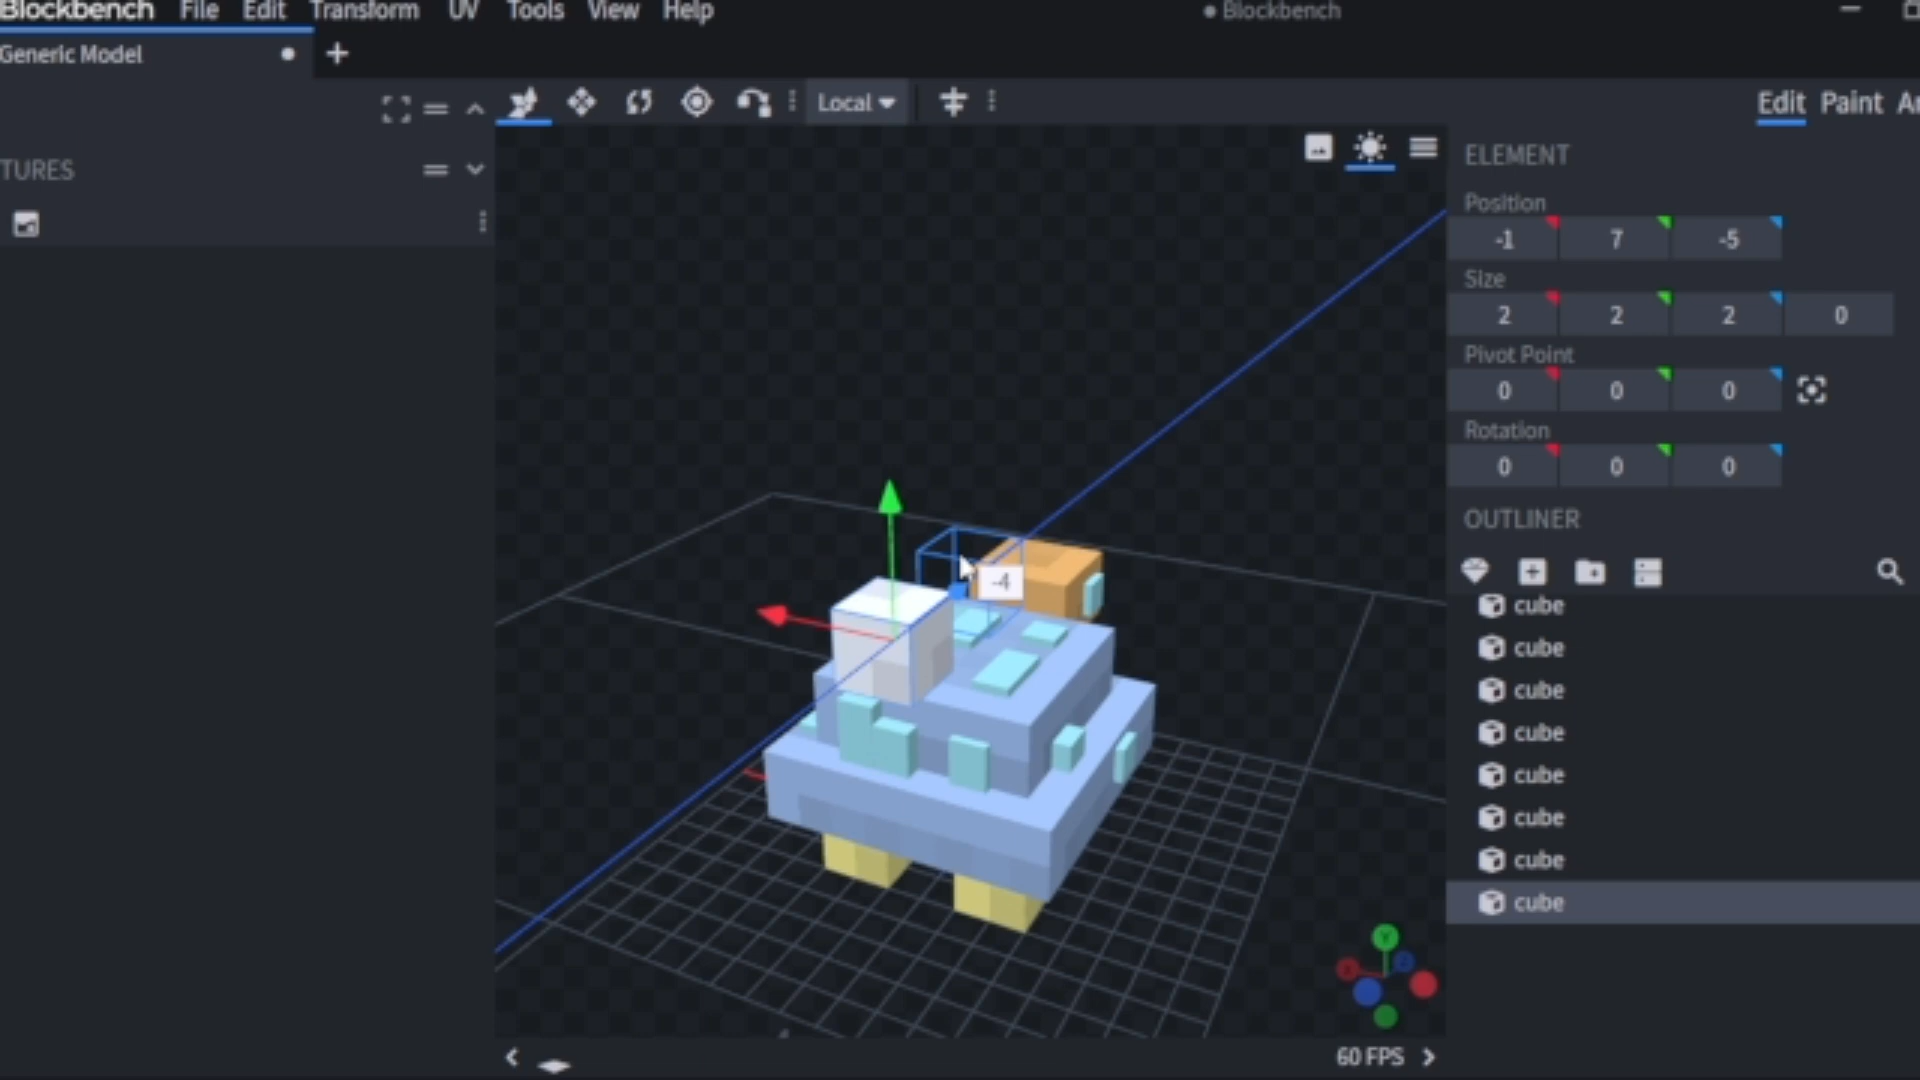 Blockbench File Edit Transform UV Tools View Help
Blockbench
Generic Model
Local
Edit Paint
TURES
ELEMENT
Position
-1 7 -5
Size
2 2 2 0
Pivot Point
0 0 0
Rotation
0 0 0
OUTLINER
-4
cube
cube
cube
cube
cube
cube
cube
cube
Y
60 FPS